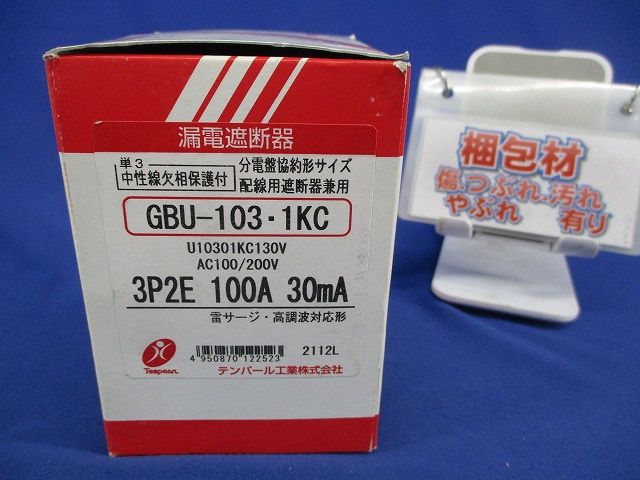 漏電遮断器
単3
中性線欠相保護付
分電盤協約形サイズ
配線用遮断器兼用
GBU-103・1KC
U10301KC130V
AC100/200V
3P2E 100A 30mA
雷サージ・高調波対応形
4 950870 122523
2112L
Tempearl
テンパール工業株式会社
梱包材
傷・つぶれ・汚れ
やぶれ 有り